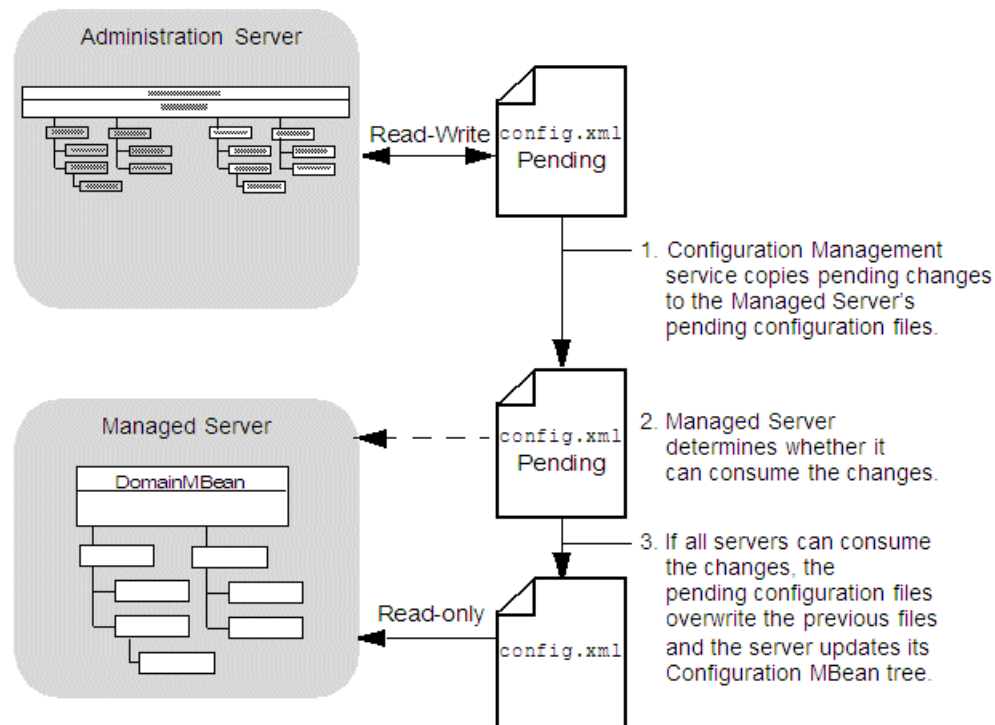 Administration Server
Read-Write
config.xml
Pending
1. Configuration Management
service copies pending changes
to the Managed Server's
pending configuration files.
Managed Server
DomainMBean
config.xml
Pending
2. Managed Server
determines whether it
can consume the changes.
3. If all servers can consume
the changes, the
pending configuration files
overwrite the previous files
and the server updates its
Configuration MBean tree.
Read-only
config.xml